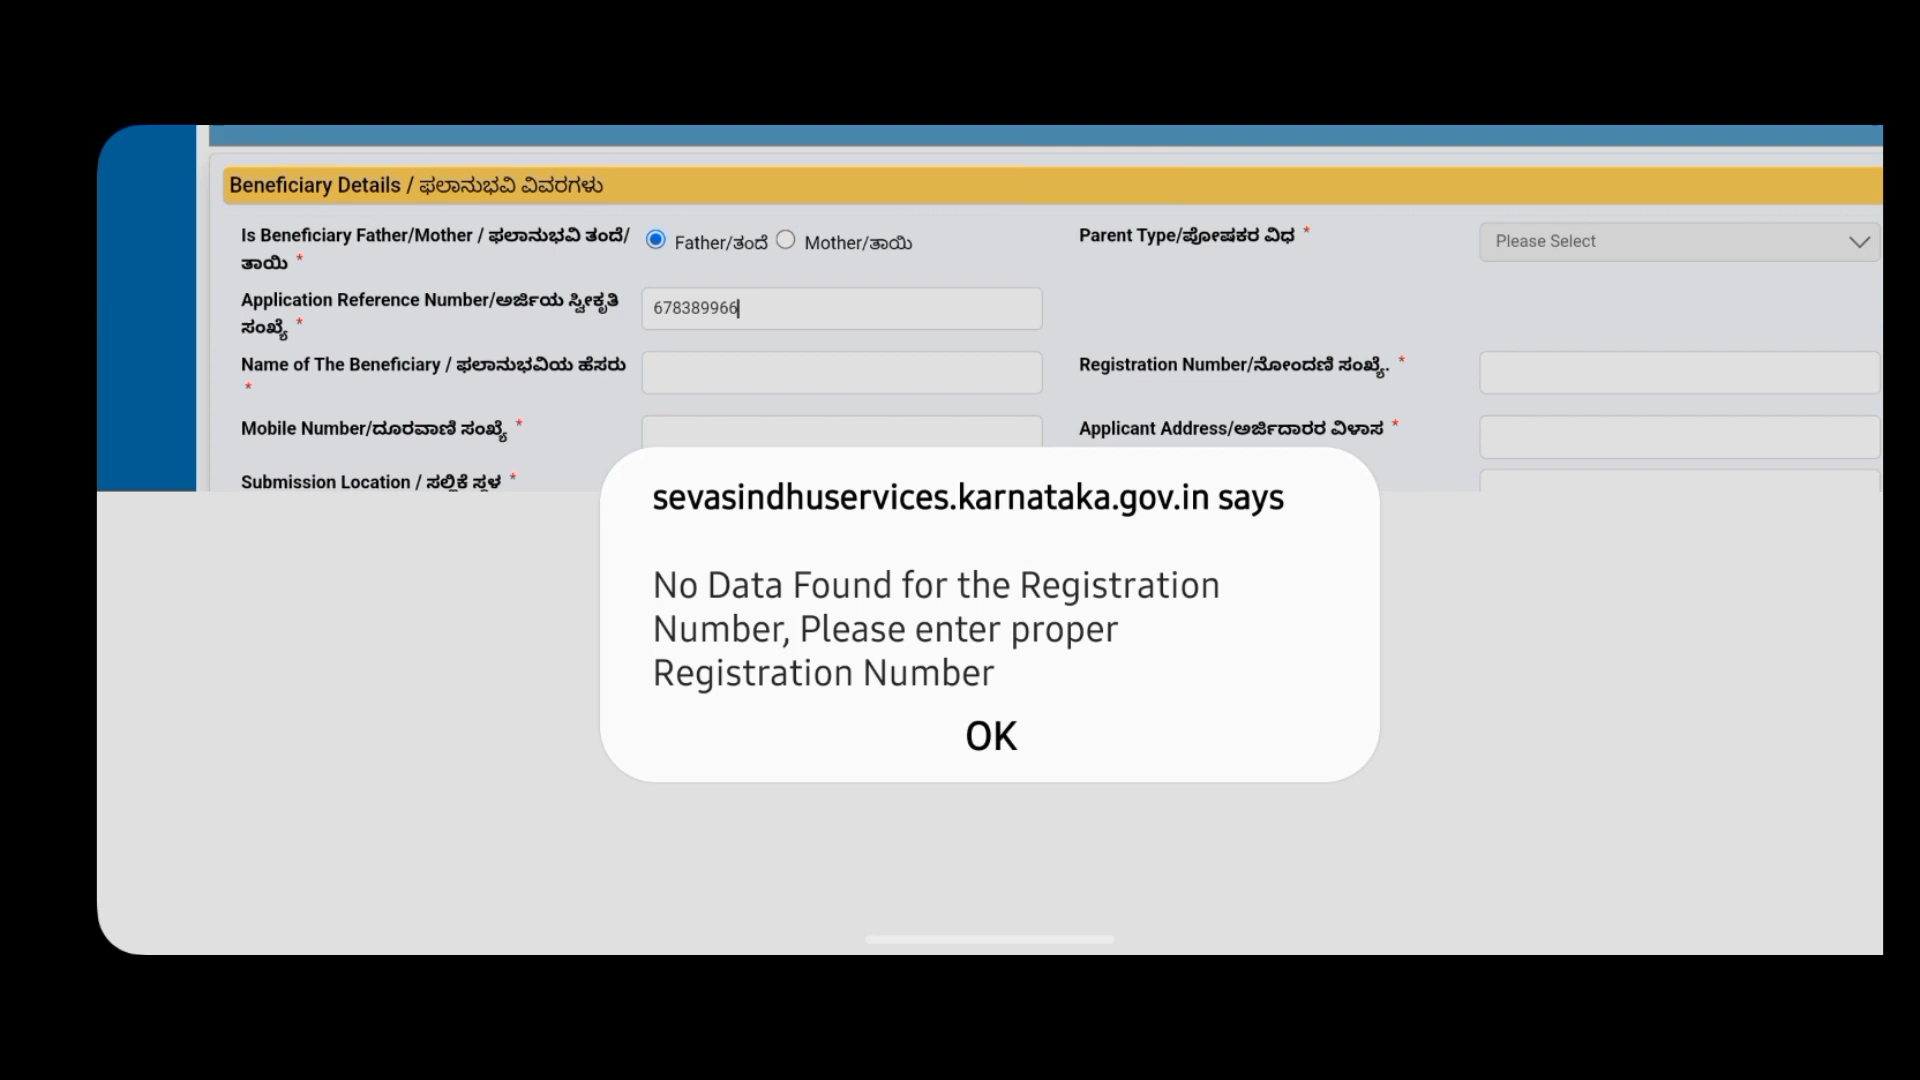 Beneficiary Details / ಫಲಾನುಭವಿ ವಿವರಗಳು
Is Beneficiary Father/Mother / ಫಲಾನುಭವಿ ತಂದೆ/
ತಾಯಿ *
Father/ತಂದೆ Mother/ತಾಯಿ
Parent Type/ಪೋಷಕರ ವಿಧ *
Please Select
Application Reference Number/ಅರ್ಜಿಯ ಸ್ವೀಕೃತಿ
ಸಂಖ್ಯೆ *
678389966
Name of The Beneficiary / ಫಲಾನುಭವಿಯ ಹೆಸರು
*
Registration Number/ನೋಂದಣಿ ಸಂಖ್ಯೆ. *
Mobile Number/ದೂರವಾಣಿ ಸಂಖ್ಯೆ *
Applicant Address/ಅರ್ಜಿದಾರರ ವಿಳಾಸ *
Submission Location / ಸಲ್ಲಿಕೆ ಸ್ಥಳ *
sevasindhuservices.karnataka.gov.in says
No Data Found for the Registration
Number, Please enter proper
Registration Number
OK